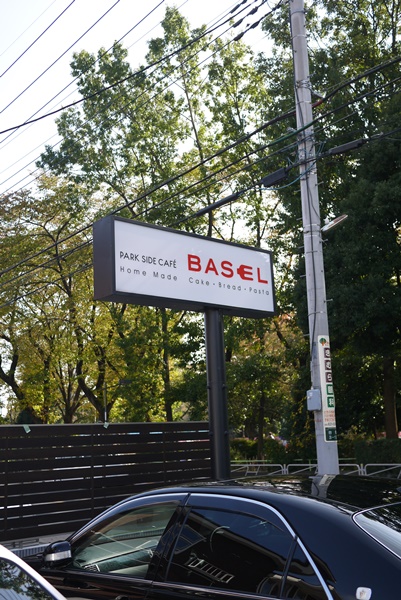 PARK SIDE CAFÉ
BASEL
Home Made Cake・Bread・Pasta